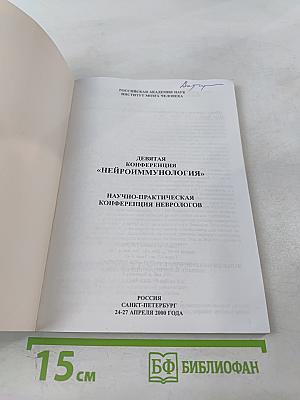 РОССИЙСКАЯ АКАДЕМИЯ НАУК
ИНСТИТУТ МОЗГА ЧЕЛОВЕКА
ДЕВЯТАЯ
КОНФЕРЕНЦИЯ
«НЕЙРОИММУНОЛОГИЯ»
НАУЧНО-ПРАКТИЧЕСКАЯ
КОНФЕРЕНЦИЯ НЕВРОЛОГОВ
РОССИЯ
САНКТ-ПЕТЕРБУРГ
24-27 АПРЕЛЯ 2000 ГОДА
15 см
БФ БИБЛИОФАН